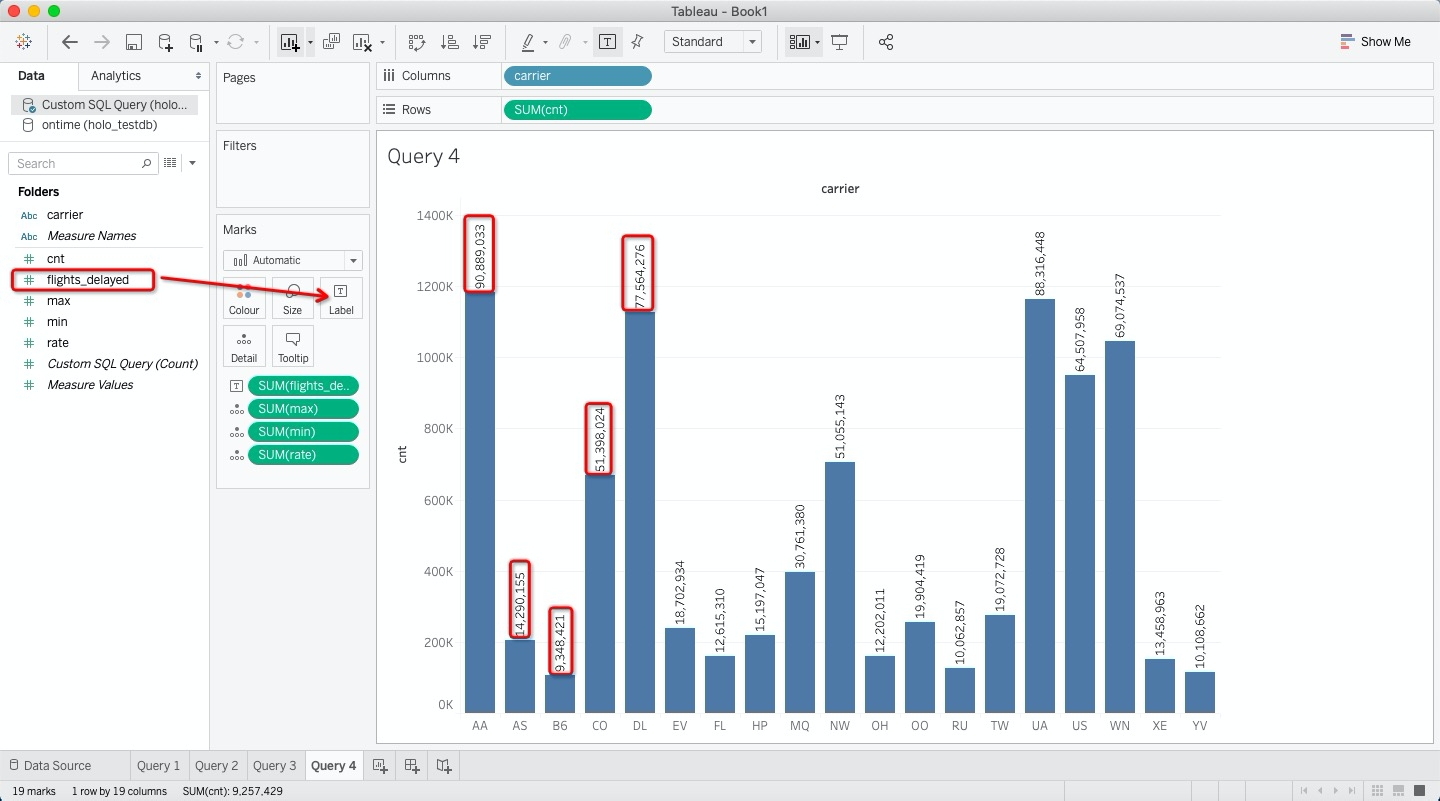 Tableau - Book1
Standard
Show Me
Data
Analytics
Custom SQL Query (holo...
ontime (holo_testdb)
Search
Folders
Abc carrier
Abc Measure Names
# cnt
# flights_delayed
# max
# min
# rate
# Custom SQL Query (Count)
# Measure Values
Pages
Filters
Marks
Automatic
Colour
Size
T Label
Detail
Tooltip
T SUM(flights_de..
SUM(max)
SUM(min)
SUM(rate)
Columns
carrier
Rows
SUM(cnt)
Query 4
carrier
cnt
1400K
1200K
1000K
800K
600K
400K
200K
0K
90,889,033
14,290,155
9,348,421
51,398,024
77,564,276
18,702,934
12,615,310
15,197,047
30,761,380
51,055,143
12,202,011
19,904,419
10,062,857
19,072,728
88,316,448
64,507,958
69,074,537
13,458,963
10,108,662
AA AS B6 CO DL EV FL HP MQ NW OH OO RU TW UA US WN XE YV
Data Source
Query 1
Query 2
Query 3
Query 4
19 marks
1 row by 19 columns
SUM(cnt): 9,257,429